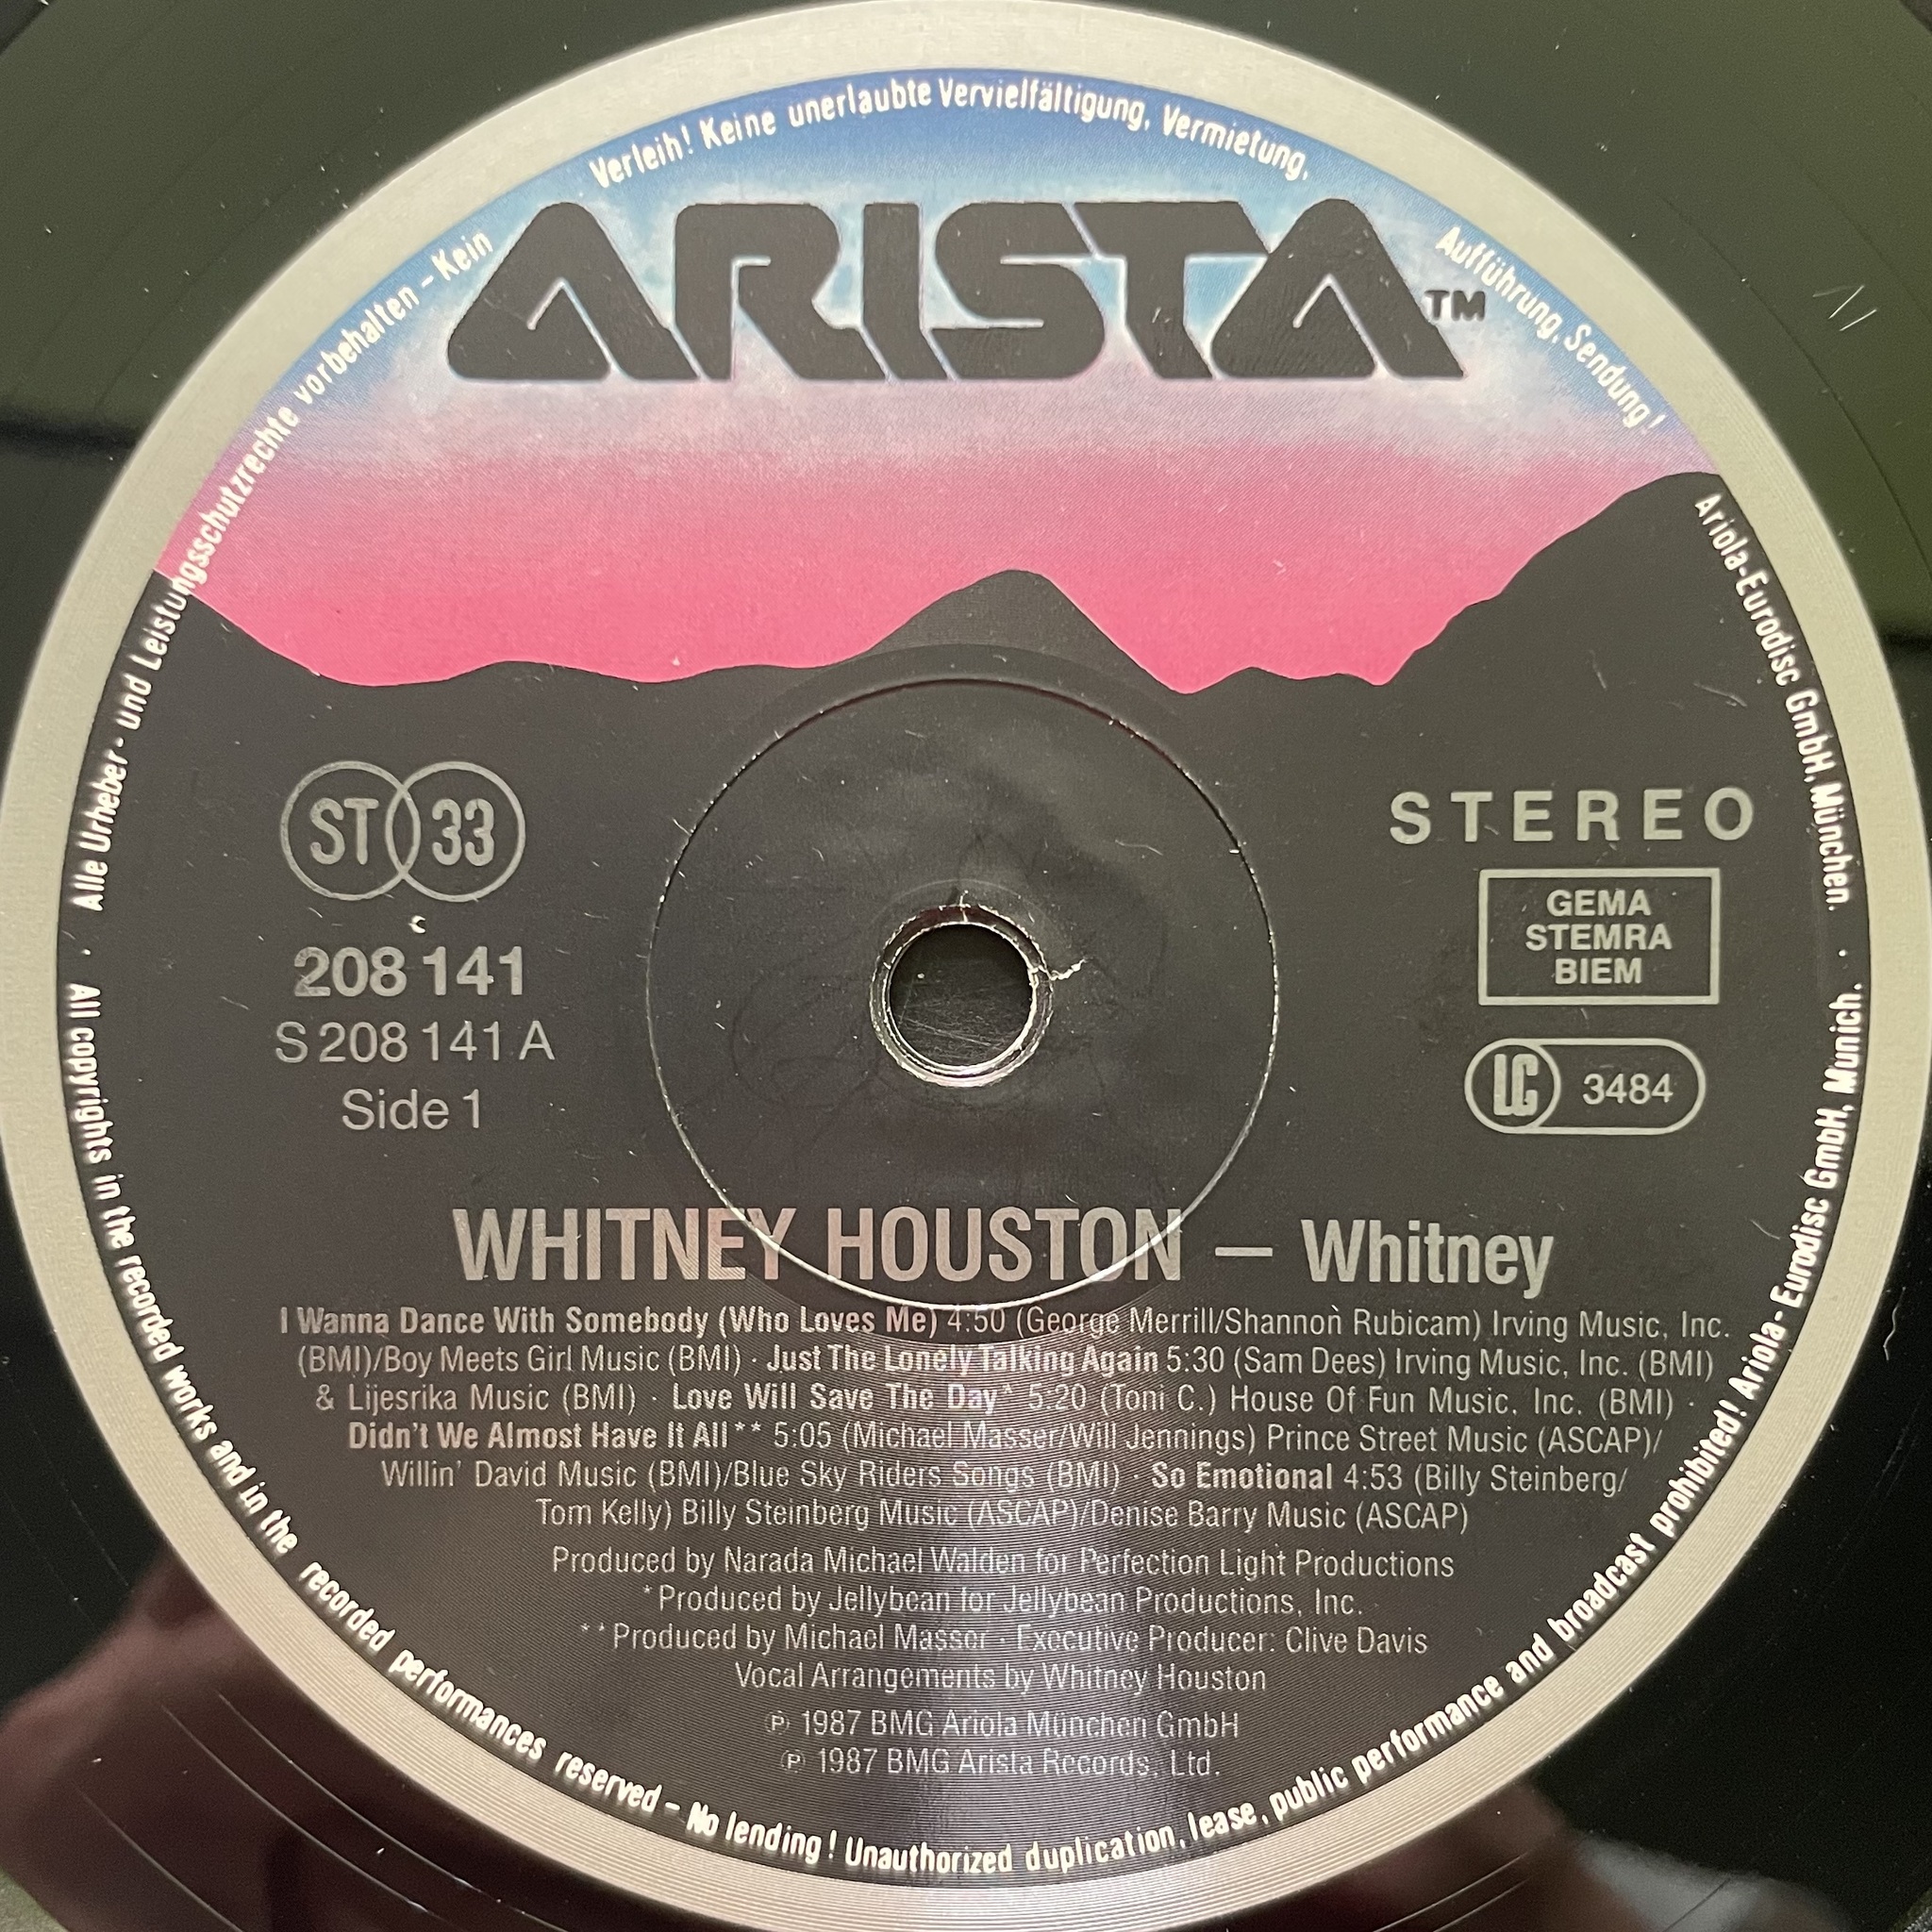 Alle Urheber- und Leistungsschutzrechte vorbehalten – Kein Verleih! Keine unerlaubte Vervielfältigung, Vermietung, Aufführung, Sendung! Ariola-Eurodisc GmbH, München.
ARISTA™
ST 33
STEREO
208 141
S 208 141 A
Side 1
GEMA
STEMRA
BIEM
LC 3484
WHITNEY HOUSTON – Whitney
I Wanna Dance With Somebody (Who Loves Me) 4:50 (George Merrill/Shannon Rubicam) Irving Music, Inc.
(BMI)/Boy Meets Girl Music (BMI) · Just The Lonely Talking Again 5:30 (Sam Dees) Irving Music, Inc. (BMI)
& Lijesrika Music (BMI) · Love Will Save The Day* 5:20 (Toni C.) House Of Fun Music, Inc. (BMI) ·
Didn't We Almost Have It All** 5:05 (Michael Masser/Will Jennings) Prince Street Music (ASCAP)/
Willin' David Music (BMI)/Blue Sky Riders Songs (BMI) · So Emotional 4:53 (Billy Steinberg/
Tom Kelly) Billy Steinberg Music (ASCAP)/Denise Barry Music (ASCAP)
Produced by Narada Michael Walden for Perfection Light Productions
*Produced by Jellybean for Jellybean Productions, Inc.
**Produced by Michael Masser · Executive Producer: Clive Davis
Vocal Arrangements by Whitney Houston
℗ 1987 BMG Ariola München GmbH
℗ 1987 BMG Arista Records, Ltd.
· All copyrights in the recorded works and in the recorded performances reserved – No lending! Unauthorized duplication, lease, public performance and broadcast prohibited! Ariola-Eurodisc GmbH, Munich. ·